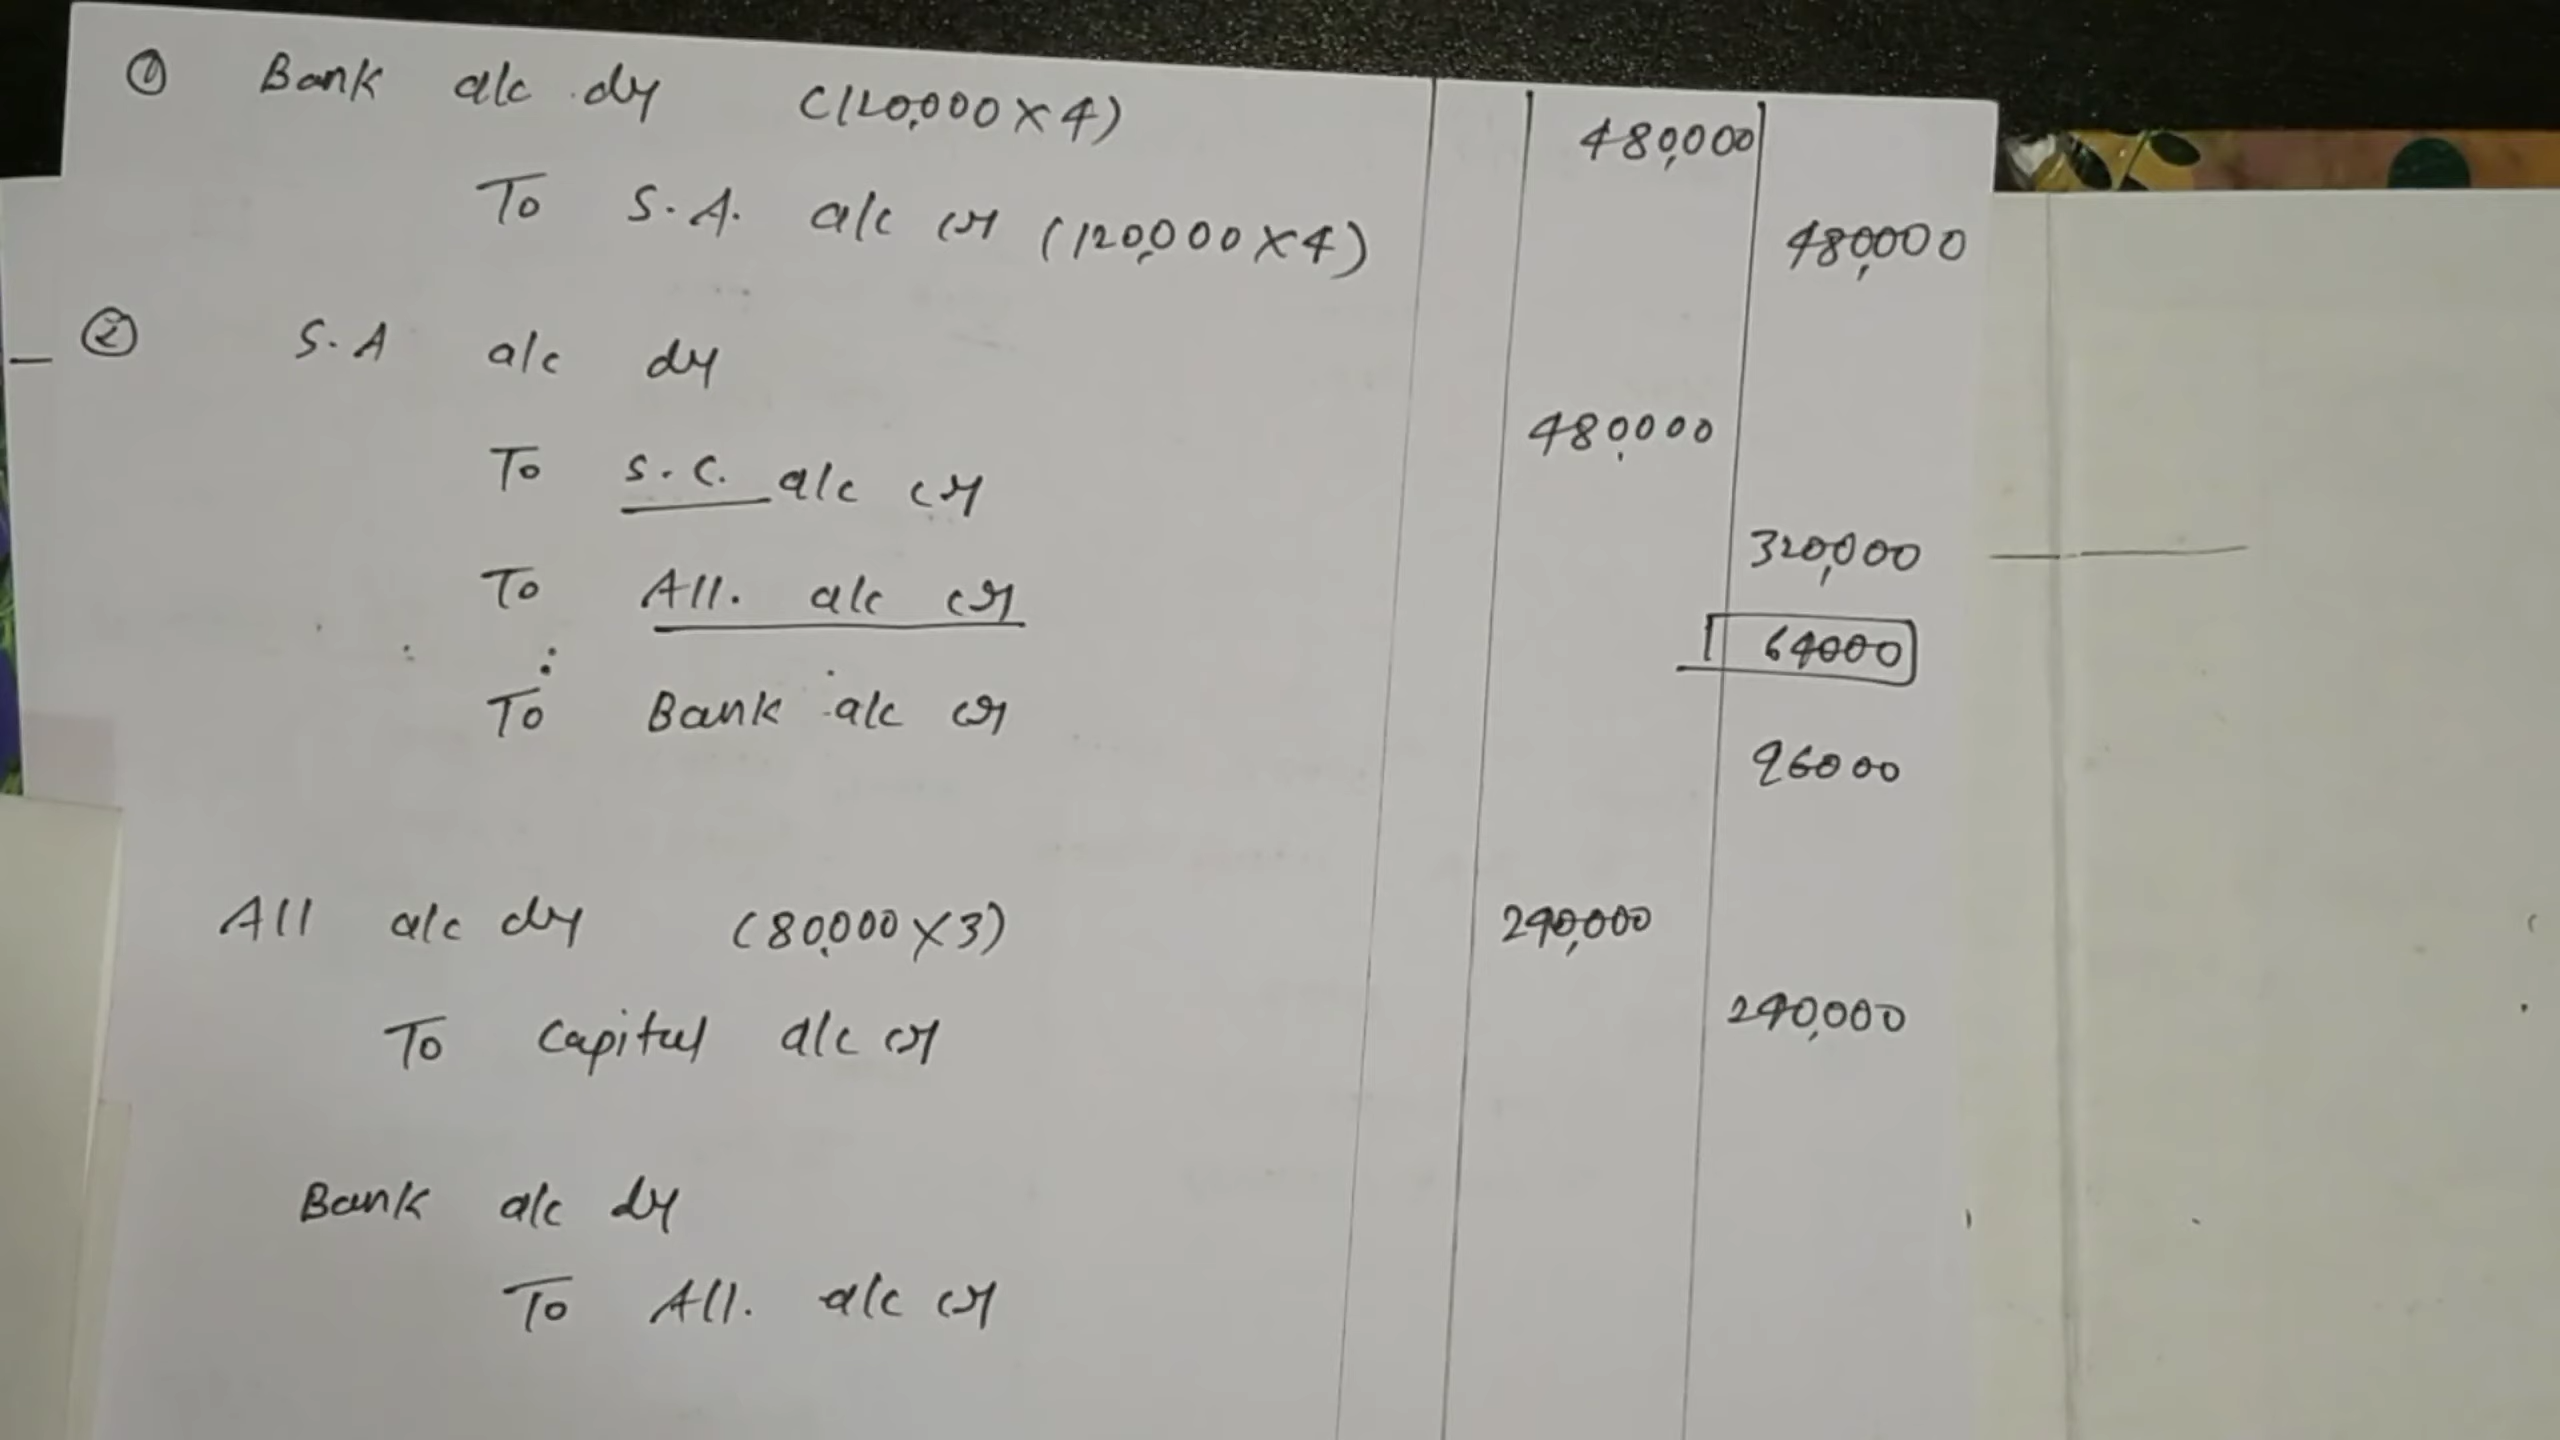 ① Bank a/c dr (120,000 × 4) 480,000
To S.A. a/c cr (120,000 × 4) 480,000
② S.A a/c dr 480,000
To S.C. a/c cr 320,000
To All. a/c cr 64000
To Bank a/c cr 96000
All a/c dr (80,000 × 3) 240,000
To Capital a/c cr 240,000
Bank a/c dr
To All. a/c cr